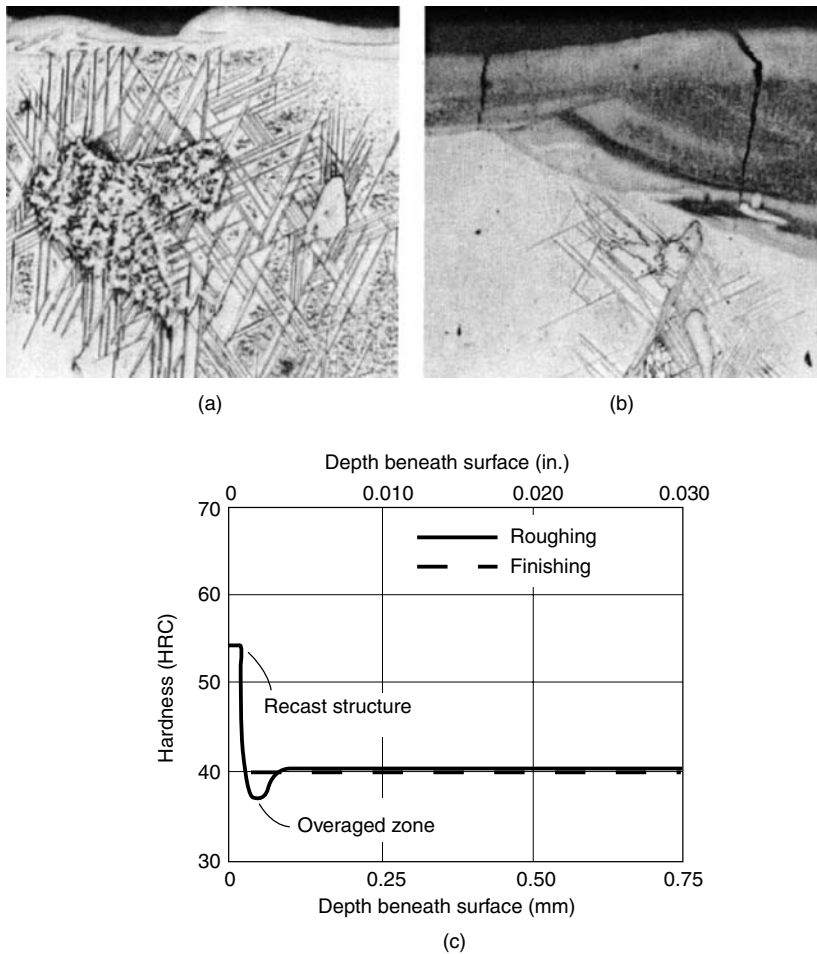 (a)
(b)
Depth beneath surface (in.)
0 0.010 0.020 0.030
70
Roughing
Finishing
60
Hardness (HRC)
50
Recast structure
40
Overaged zone
30
0 0.25 0.50 0.75
Depth beneath surface (mm)
(c)